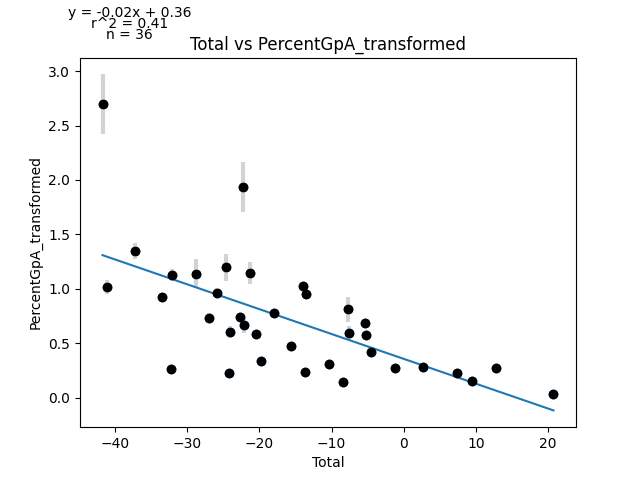 y = -0.02x + 0.36
r^2 = 0.41
n = 36
Total vs PercentGpA_transformed
3.0
2.5
2.0
1.5
1.0
0.5
0.0
PercentGpA_transformed
−40 −30 −20 −10 0 10 20
Total